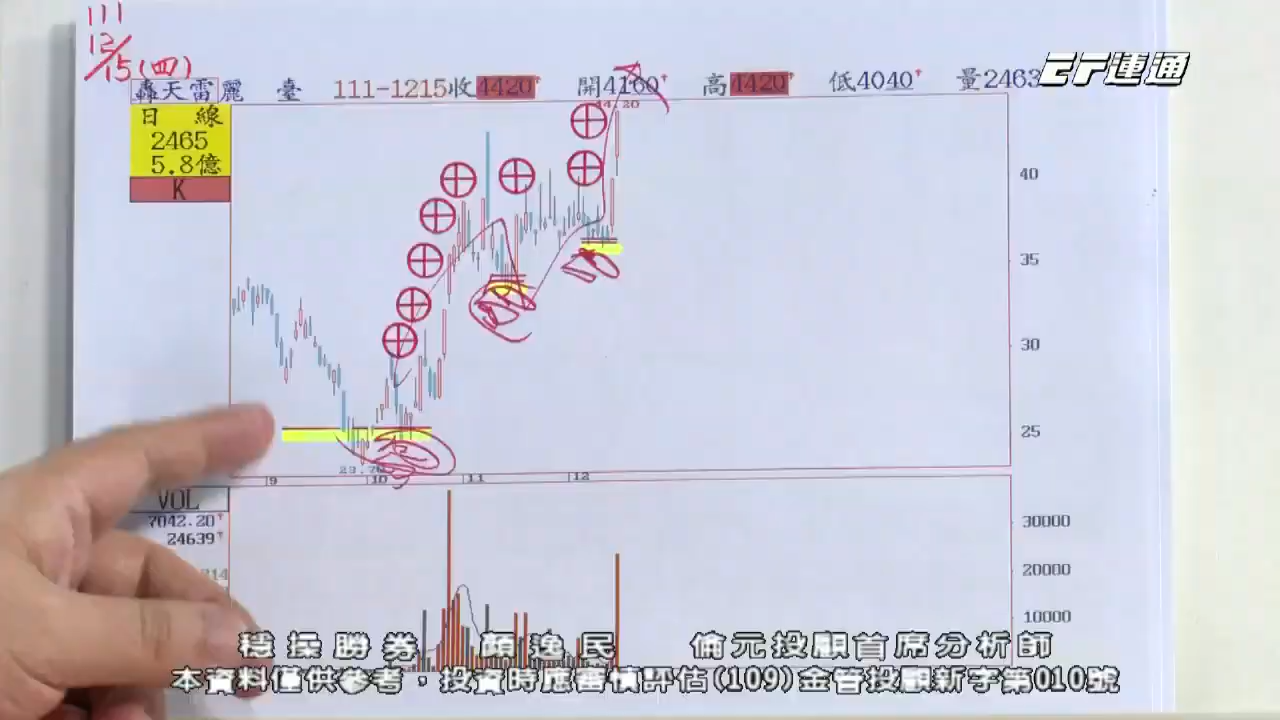 111
12/15(四)
轟天雷麗 臺 111-1215收4420↑ 開4160↑ 高4420↑ 低4040↑ 量2463
EF運通
日 線
2465
5.8億
K
44.20
40
35
30
25
23.70
9 10 11 12
VOL
7042.20↑
24639↑
30000
20000
10000
穩操勝券 顏逸民 倫元投顧首席分析師
本資料僅供參考，投資時應審慎評估(109)金管投顧新字第010號